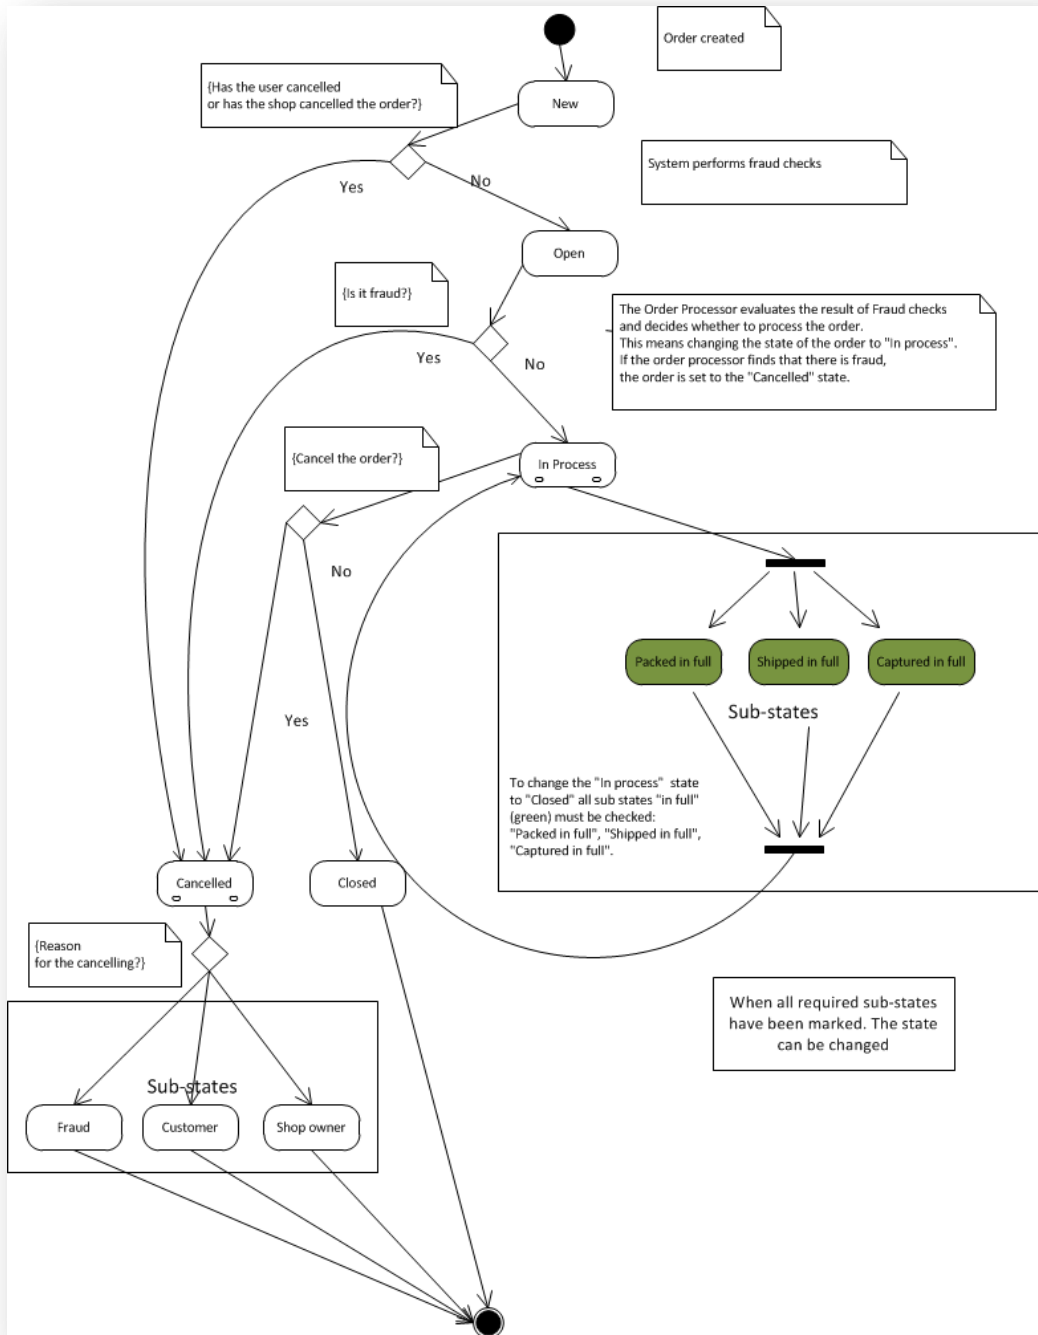 Order created
{Has the user cancelled
or has the shop cancelled the order?}
New
System performs fraud checks
Yes
No
Open
{Is it fraud?}
The Order Processor evaluates the result of Fraud checks
and decides whether to process the order.
This means changing the state of the order to "In process".
If the order processor finds that there is fraud,
the order is set to the "Cancelled" state.
Yes
No
{Cancel the order?}
In Process
No
Packed in full
Shipped in full
Captured in full
Sub-states
Yes
To change the "In process" state
to "Closed" all sub states "in full"
(green) must be checked:
"Packed in full", "Shipped in full",
"Captured in full".
Cancelled
Closed
{Reason
for the cancelling?}
When all required sub-states
have been marked. The state
can be changed
Sub-states
Fraud
Customer
Shop owner